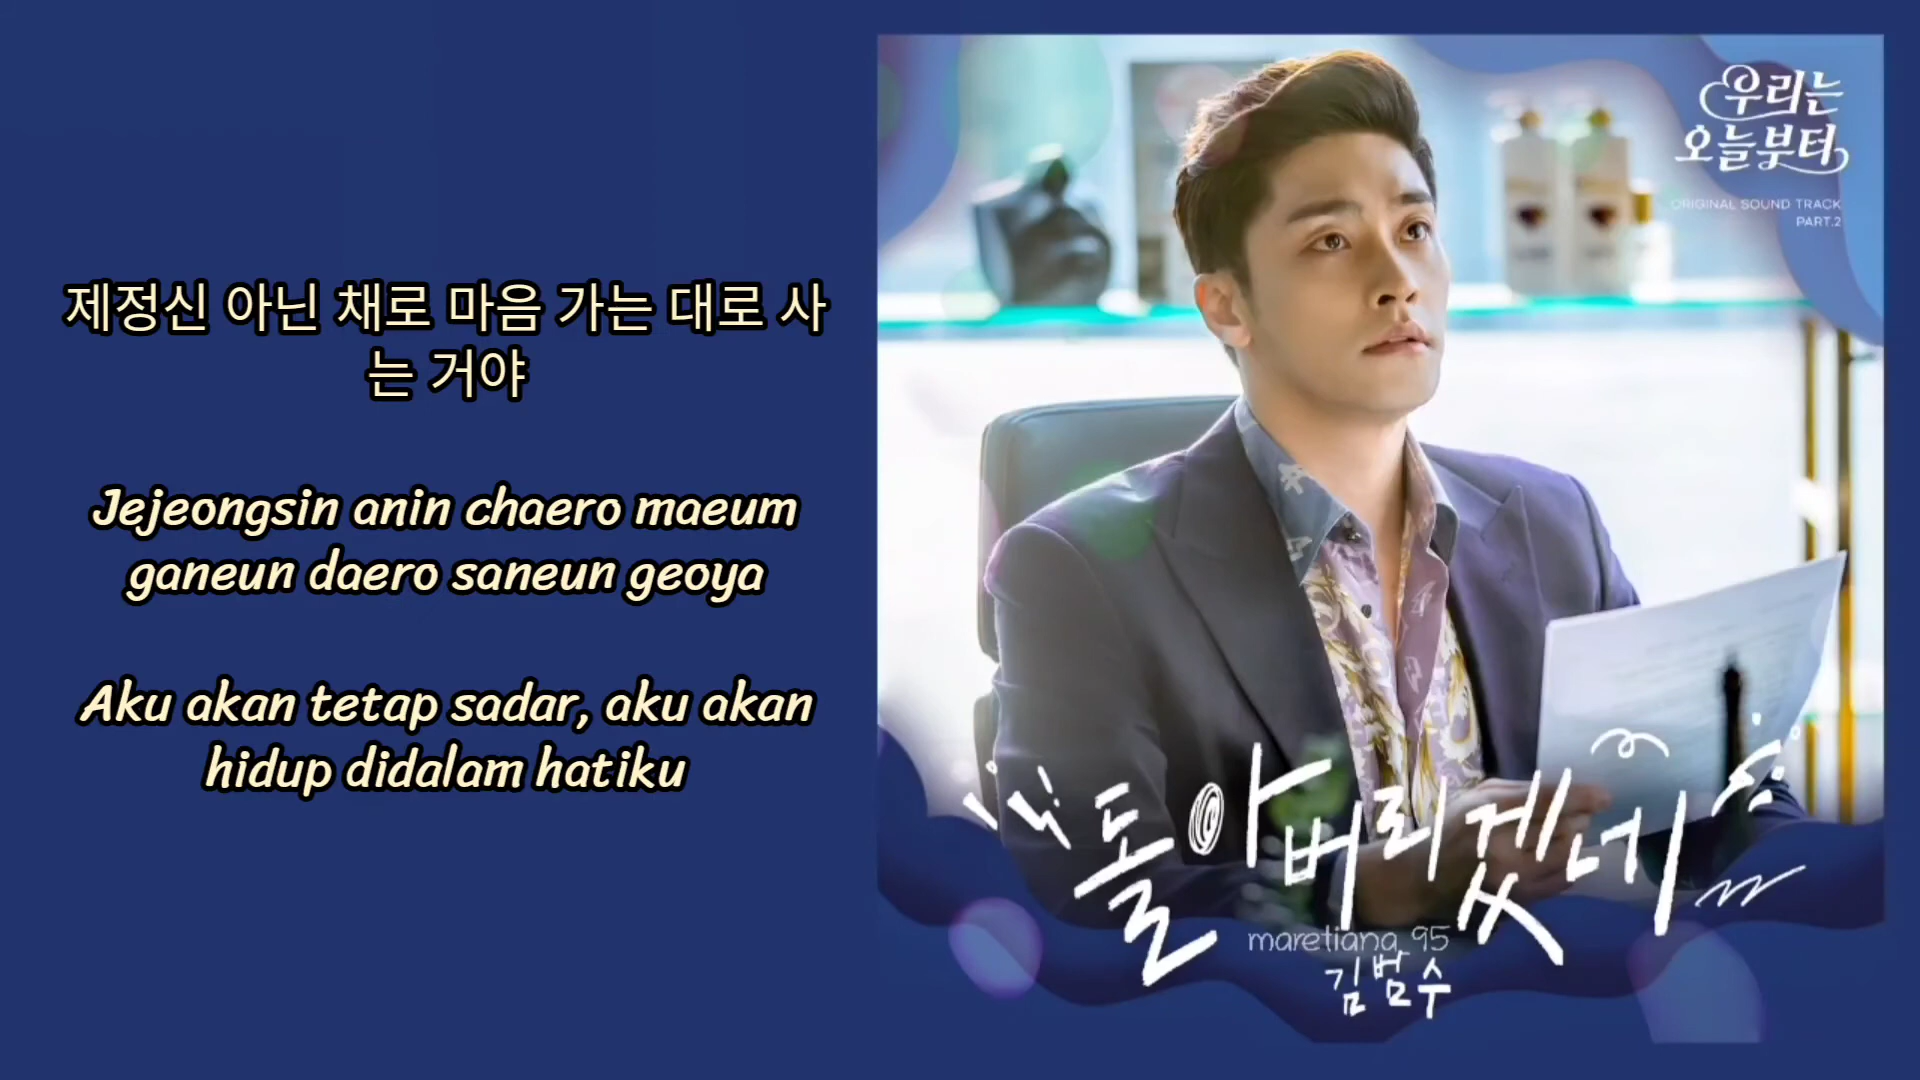 제정신 아닌 채로 마음 가는 대로 사
는 거야
Jejeongsin anin chaero maeum
ganeun daero saneun geoya
Aku akan tetap sadar, aku akan
hidup didalam hatiku
우리는
오늘부터
ORIGINAL SOUND TRACK
PART.2
돌아버리겠네
maretiana_95
김범수